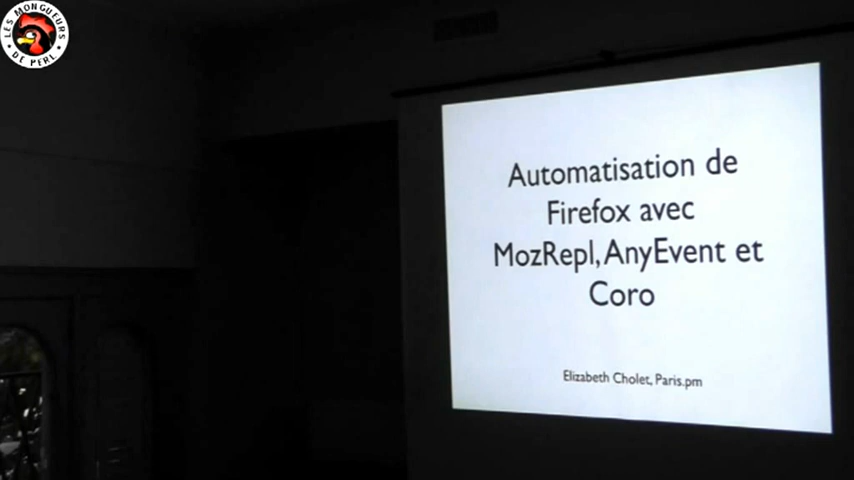 LES MONGUEURS
DE PERL
Automatisation de
Firefox avec
MozRepl, AnyEvent et
Coro
Elizabeth Cholet, Paris.pm